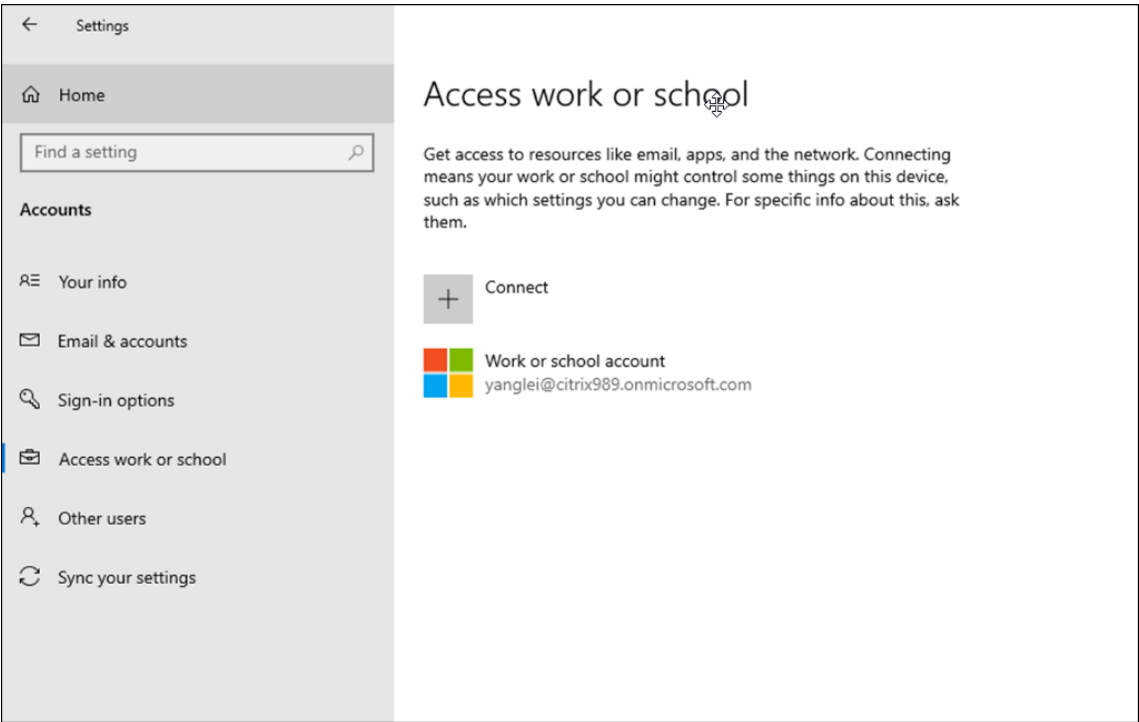 Settings
Home
Find a setting
Accounts
Your info
Email & accounts
Sign-in options
Access work or school
Other users
Sync your settings
Access work or school
Get access to resources like email, apps, and the network. Connecting
means your work or school might control some things on this device,
such as which settings you can change. For specific info about this, ask
them.
Connect
Work or school account
yanglei@citrix989.onmicrosoft.com